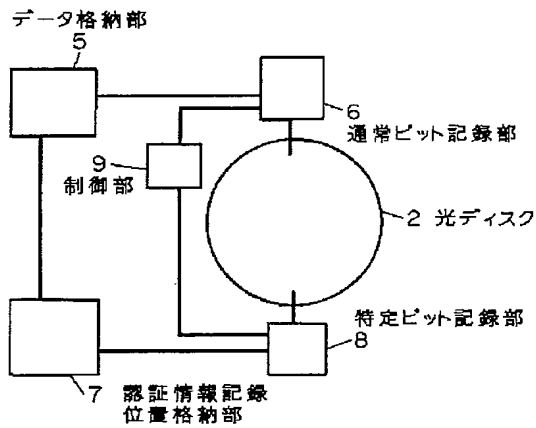 データ格納部
5
6
通常ピット記録部
9
制御部
2 光ディスク
特定ピット記録部
8
7 認証情報記録
位置格納部